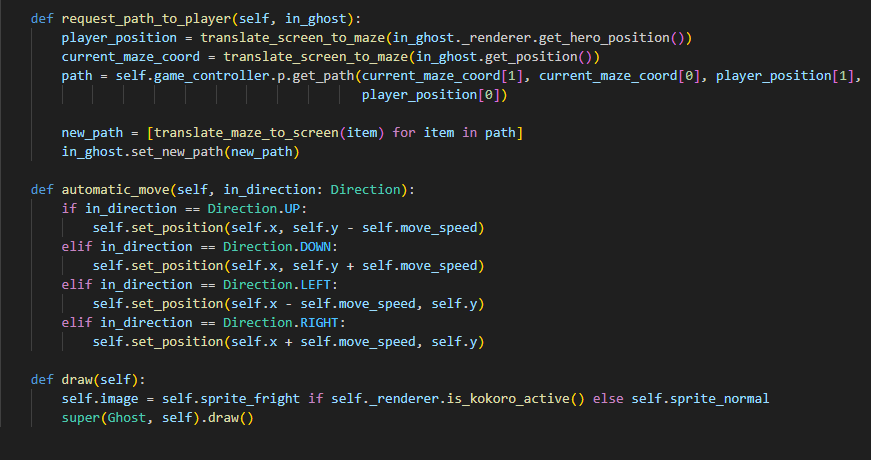 def request_path_to_player(self, in_ghost):
    player_position = translate_screen_to_maze(in_ghost._renderer.get_hero_position())
    current_maze_coord = translate_screen_to_maze(in_ghost.get_position())
    path = self.game_controller.p.get_path(current_maze_coord[1], current_maze_coord[0], player_position[1],
                                           player_position[0])
    new_path = [translate_maze_to_screen(item) for item in path]
    in_ghost.set_new_path(new_path)
def automatic_move(self, in_direction: Direction):
    if in_direction == Direction.UP:
        self.set_position(self.x, self.y - self.move_speed)
    elif in_direction == Direction.DOWN:
        self.set_position(self.x, self.y + self.move_speed)
    elif in_direction == Direction.LEFT:
        self.set_position(self.x - self.move_speed, self.y)
    elif in_direction == Direction.RIGHT:
        self.set_position(self.x + self.move_speed, self.y)
def draw(self):
    self.image = self.sprite_fright if self._renderer.is_kokoro_active() else self.sprite_normal
    super(Ghost, self).draw()